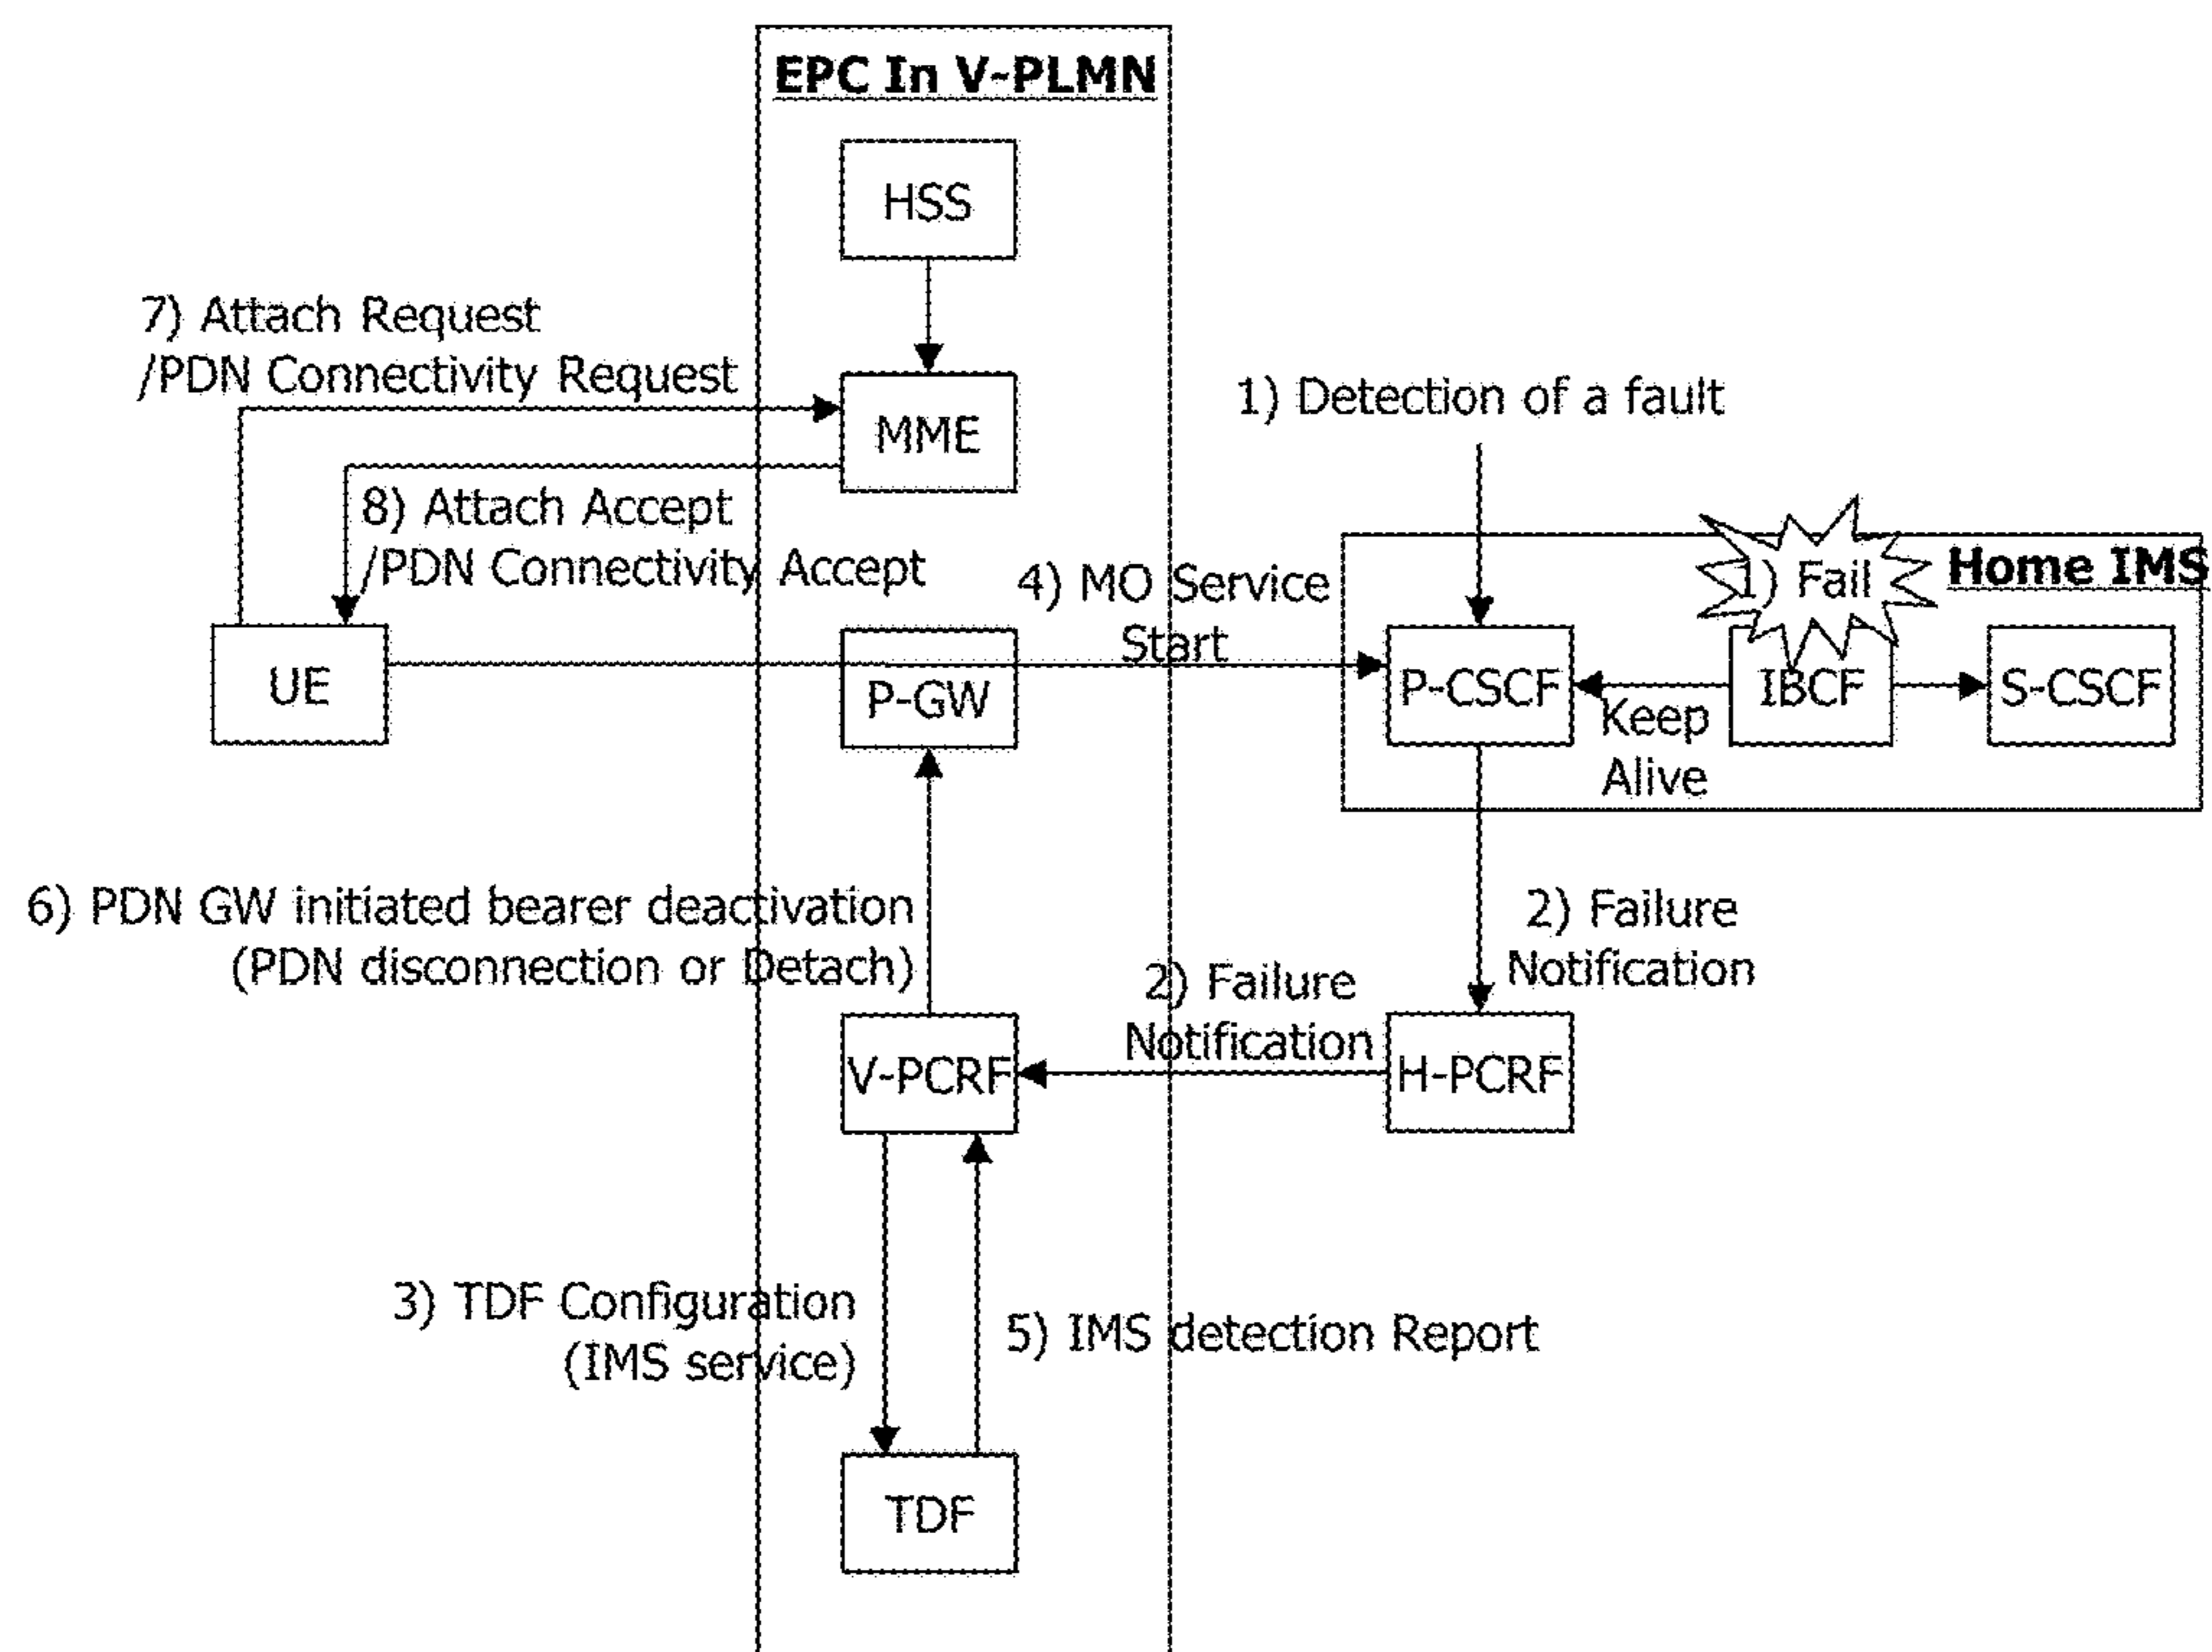 EPC In V-PLMN
HSS
7) Attach Request
/PDN Connectivity Request
MME
1) Detection of a fault
8) Attach Accept
/PDN Connectivity Accept
4) MO Service
Start
1) Fail
Home IMS
UE
P-GW
P-CSCF
IBCF
S-CSCF
Keep
Alive
6) PDN GW initiated bearer deactivation
(PDN disconnection or Detach)
2) Failure
Notification
2) Failure
Notification
V-PCRF
H-PCRF
3) TDF Configuration
(IMS service)
5) IMS detection Report
TDF